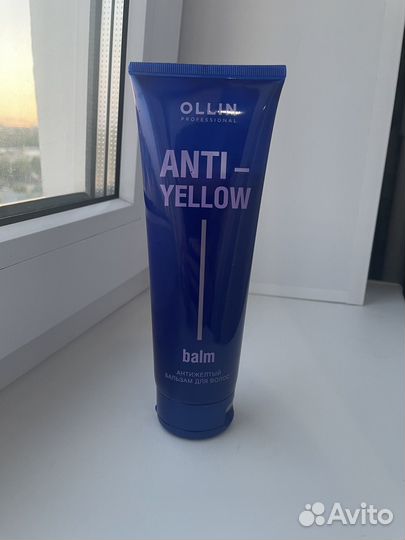 OLLIN
PROFESSIONAL
ANTI –
YELLOW
balm
АНТИЖЕЛТЫЙ
БАЛЬЗАМ ДЛЯ ВОЛОС
Avito